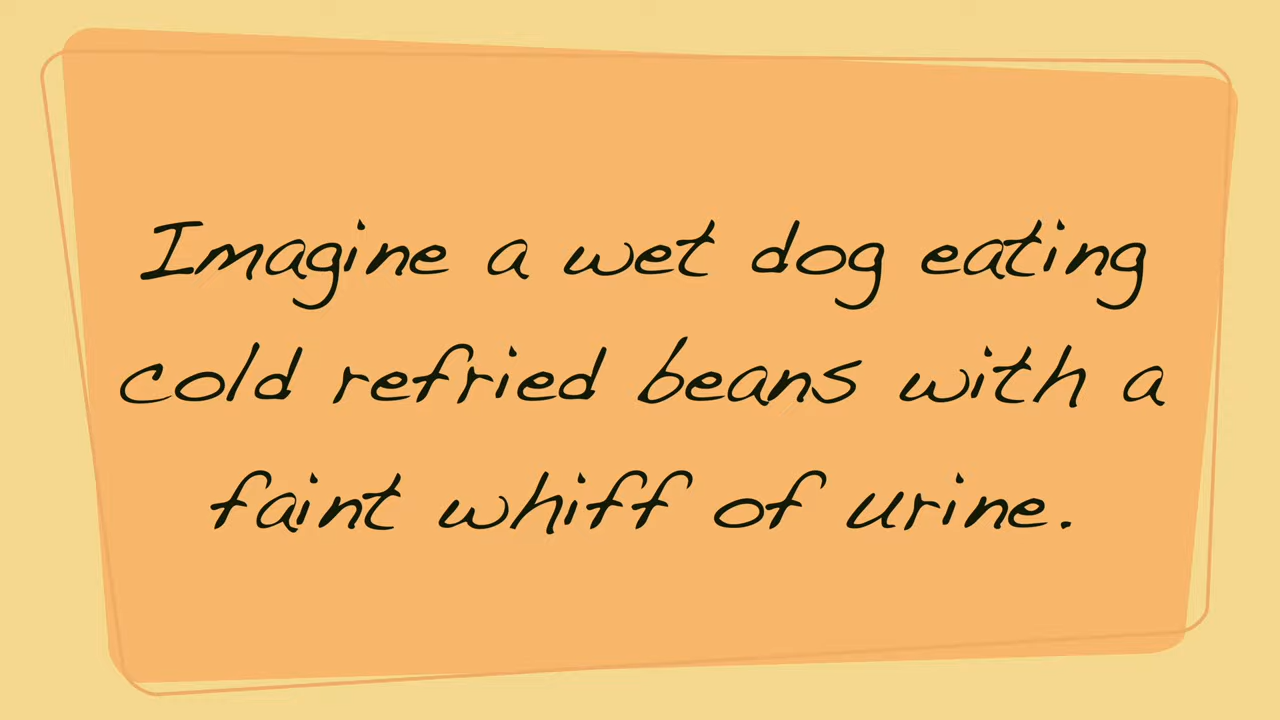 Imagine a wet dog eating
cold refried beans with a
faint whiff of urine.